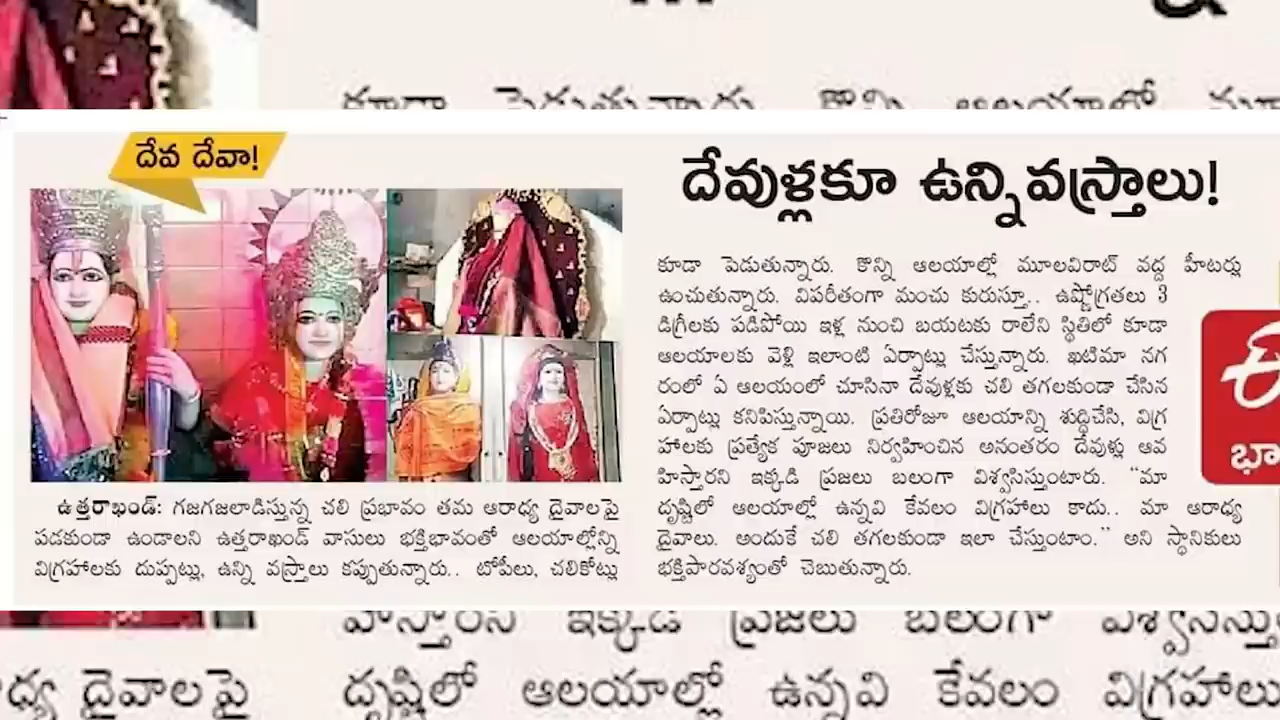 దేవ దేవా!
దేవుళ్లకూ ఉన్నివస్త్రాలు!
ఉత్తరాఖండ్: గజగజలాడిస్తున్న చలి ప్రభావం తమ ఆరాధ్య దైవాలపై
పడకుండా ఉండాలని ఉత్తరాఖండ్ వాసులు భక్తిభావంతో ఆలయాల్లోన్ని
విగ్రహాలకు దుప్పట్లు, ఉన్ని వస్త్రాలు కప్పుతున్నారు.. టోపీలు, చలికోట్లు
కూడా పెడుతున్నారు. కొన్ని ఆలయాల్లో మూలవిరాట్ వద్ద హీటర్లు
ఉంచుతున్నారు. విపరీతంగా మంచు కురుస్తూ.. ఉష్ణోగ్రతలు 3
డిగ్రీలకు పడిపోయి ఇళ్ల నుంచి బయటకు రాలేని స్థితిలో కూడా
ఆలయాలకు వెళ్లి ఇలాంటి ఏర్పాట్లు చేస్తున్నారు. ఖటిమా నగ
రంలో ఏ ఆలయంలో చూసినా దేవుళ్లకు చలి తగలకుండా చేసిన
ఏర్పాట్లు కనిపిస్తున్నాయి. ప్రతిరోజూ ఆలయాన్ని శుద్ధిచేసి, విగ్ర
హాలకు ప్రత్యేక పూజలు నిర్వహించిన అనంతరం దేవుళ్లు ఆవ
హిస్తారని ఇక్కడి ప్రజలు బలంగా విశ్వసిస్తుంటారు. “మా
దృష్టిలో ఆలయాల్లో ఉన్నవి కేవలం విగ్రహాలు కాదు.. మా ఆరాధ్య
దైవాలు. అందుకే చలి తగలకుండా ఇలా చేస్తుంటాం.” అని స్థానికులు
భక్తిపారవశ్యంతో చెబుతున్నారు.
ఈ
భా
హిస్తారని ఇక్కడి ప్రజలు బలంగా విశ్వసిస్తు
ధ్య దైవాలపై దృష్టిలో ఆలయాల్లో ఉన్నవి కేవలం విగ్రహాలు